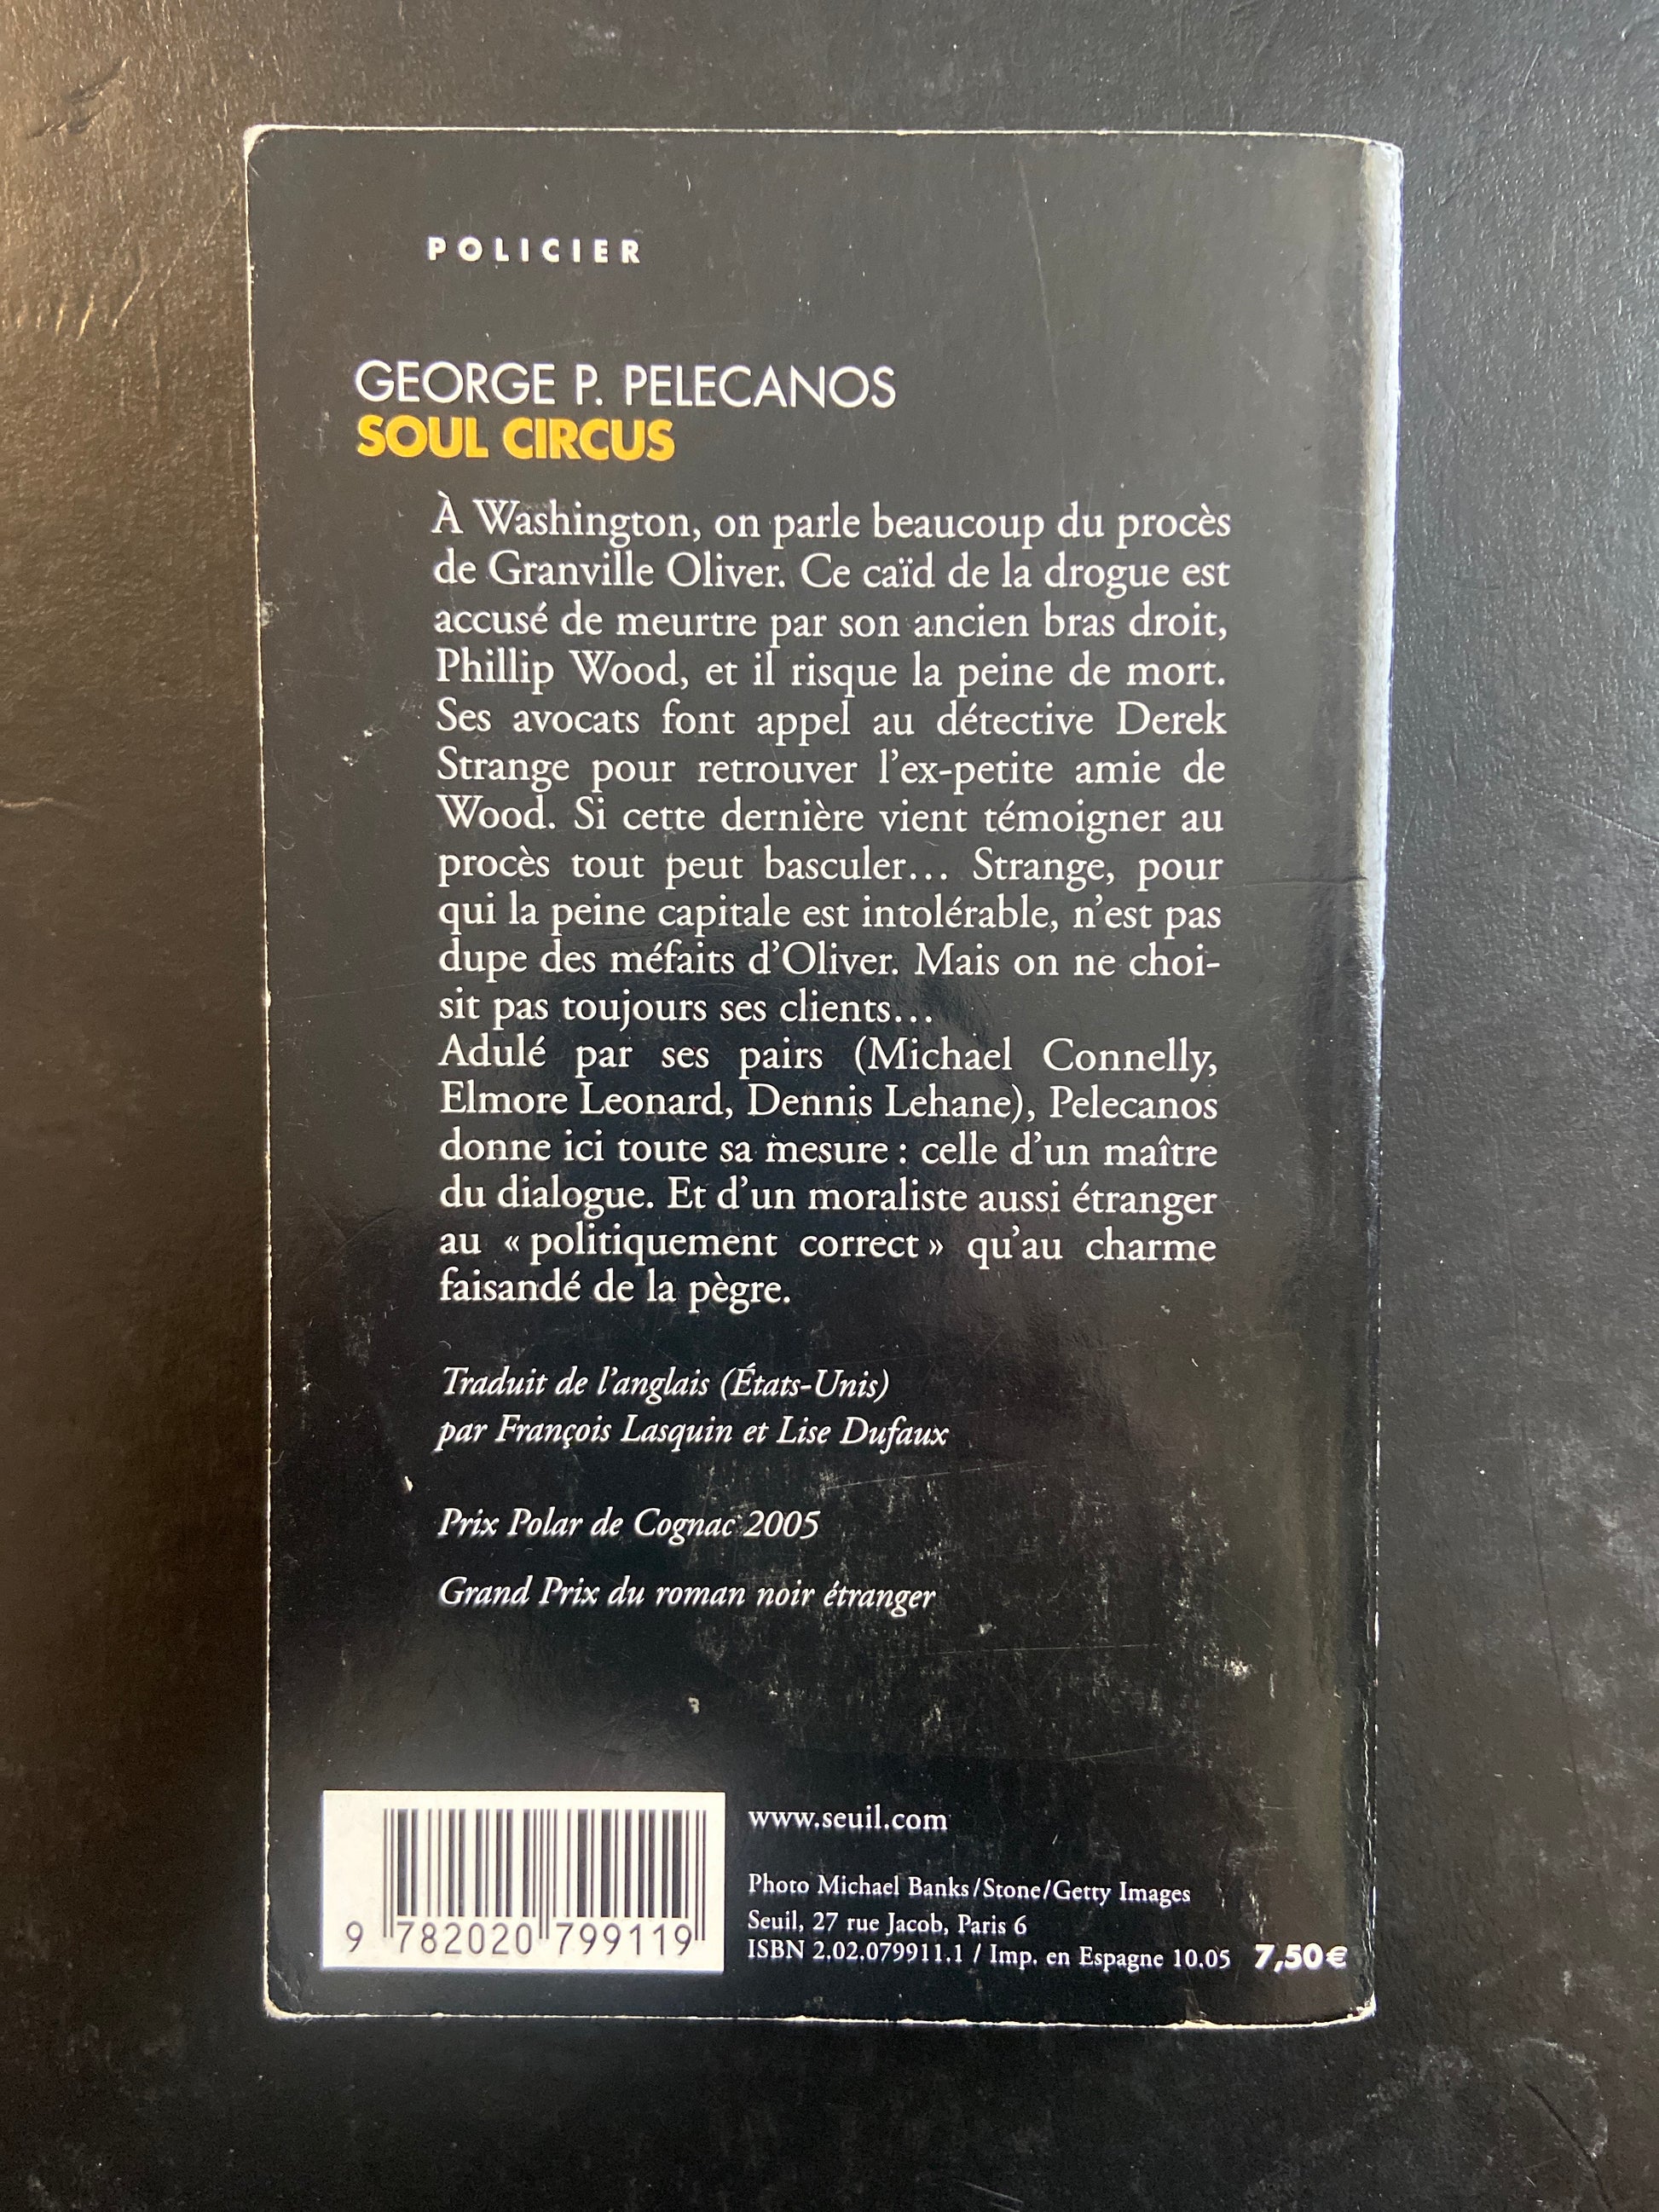 POLICIER
GEORGE P. PELECANOS
SOUL CIRCUS
À Washington, on parle beaucoup du procès
de Granville Oliver. Ce caïd de la drogue est
accusé de meurtre par son ancien bras droit,
Phillip Wood, et il risque la peine de mort.
Ses avocats font appel au détective Derek
Strange pour retrouver l'ex-petite amie de
Wood. Si cette dernière vient témoigner au
procès tout peut basculer… Strange, pour
qui la peine capitale est intolérable, n'est pas
dupe des méfaits d'Oliver. Mais on ne choi-
sit pas toujours ses clients…
Adulé par ses pairs (Michael Connelly,
Elmore Leonard, Dennis Lehane), Pelecanos
donne ici toute sa mesure : celle d'un maître
du dialogue. Et d'un moraliste aussi étranger
au « politiquement correct » qu'au charme
faisandé de la pègre.
Traduit de l'anglais (États-Unis)
par François Lasquin et Lise Dufaux
Prix Polar de Cognac 2005
Grand Prix du roman noir étranger
www.seuil.com
Photo Michael Banks/Stone/Getty Images
Seuil, 27 rue Jacob, Paris 6
ISBN 2.02.079911.1 / Imp. en Espagne 10.05 7,50€
9 782020 799119